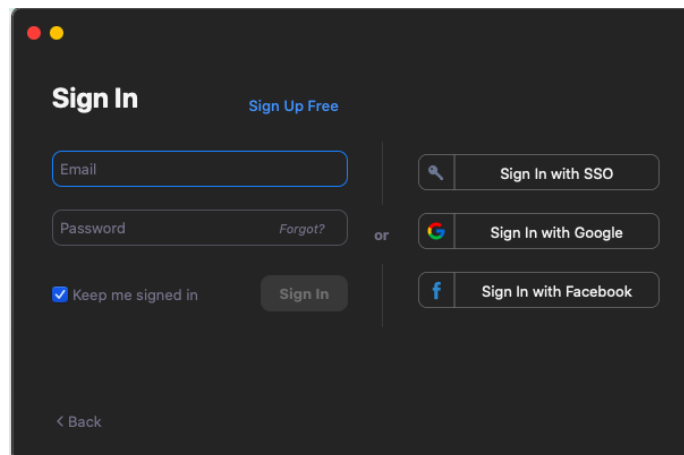 Sign In
Sign Up Free
Email
Password
Forgot?
Keep me signed in
Sign In
or
Sign In with SSO
Sign In with Google
Sign In with Facebook
Back